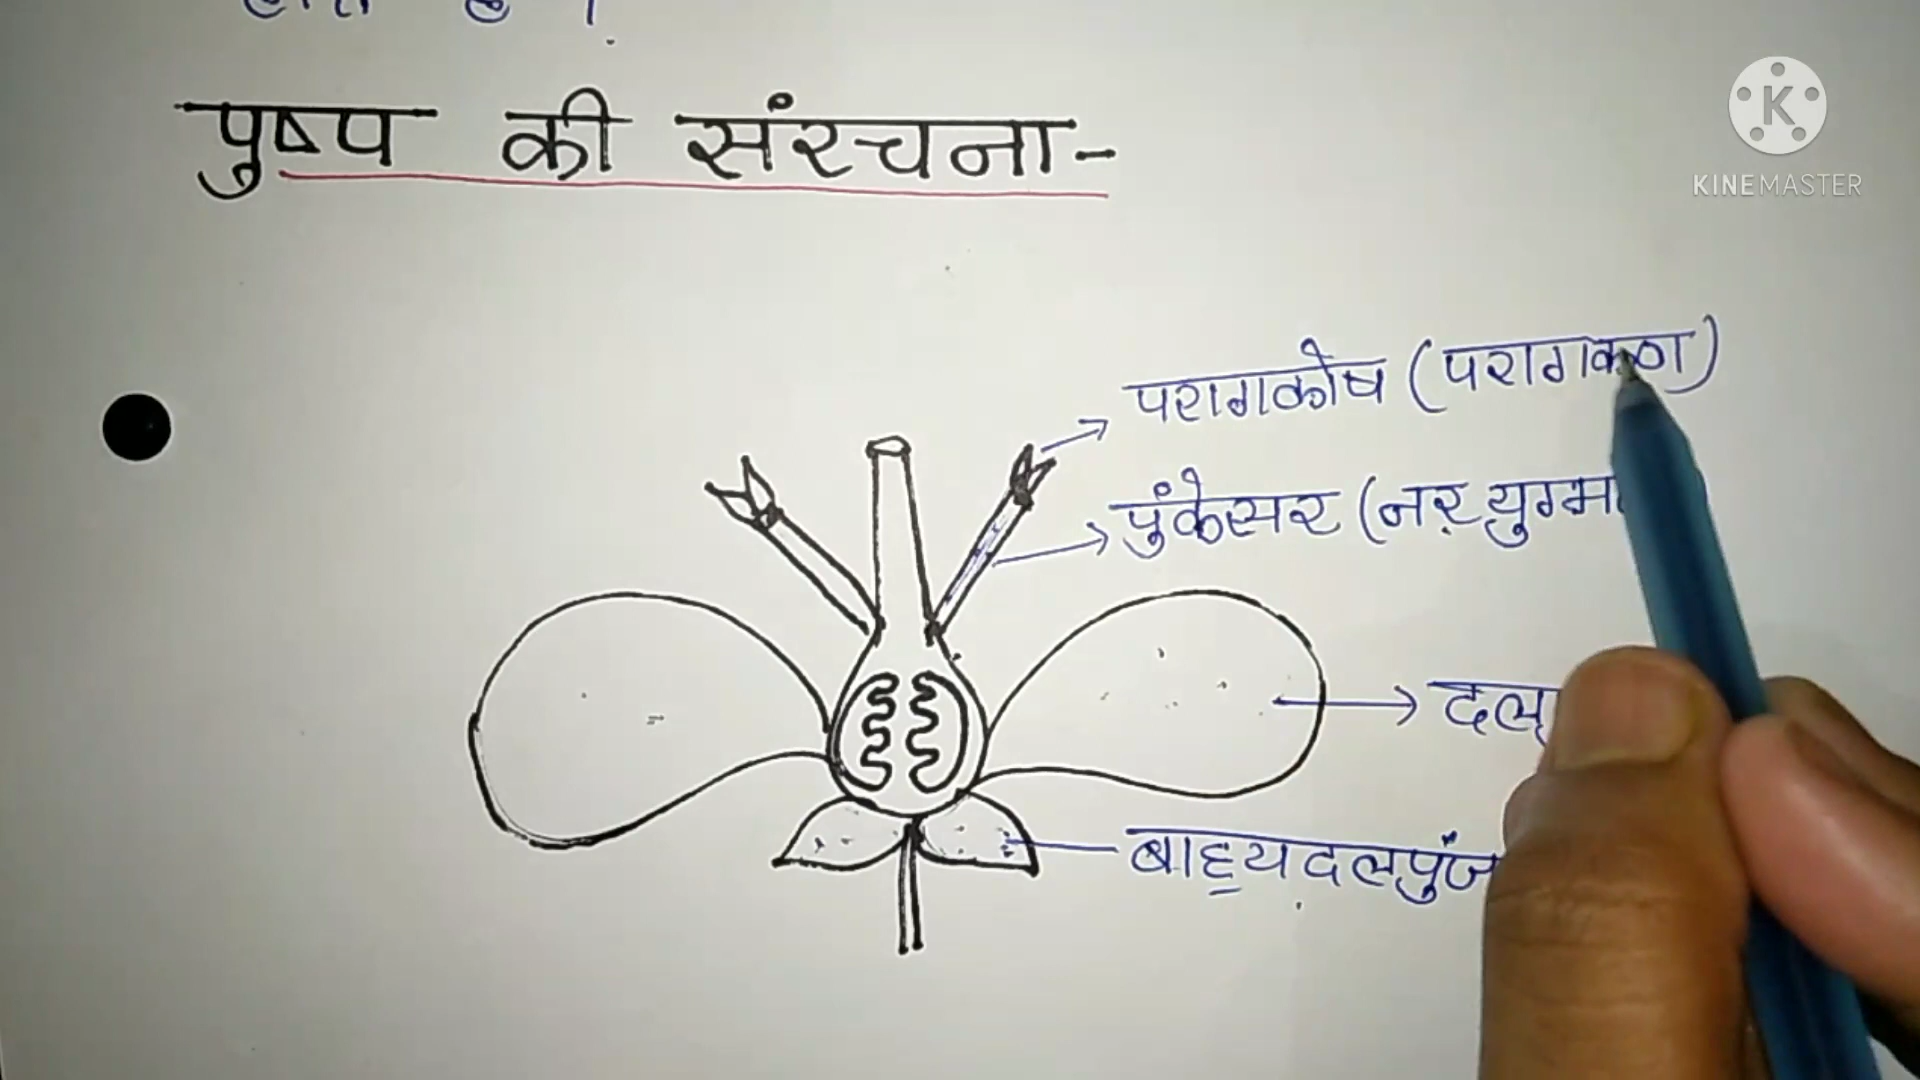 पुष्प की संरचना-
K
KINEMASTER
परागकोष (परागकण)
पुंकेसर (नर युग्म
दल
बाह्यदलपुंज